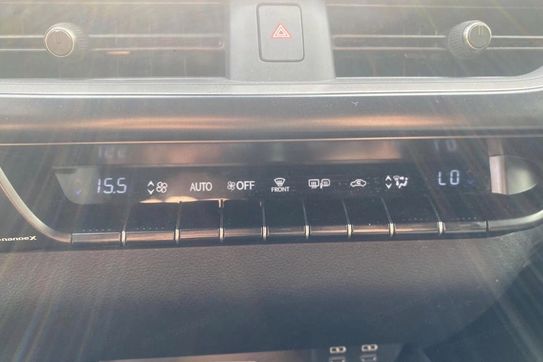 15.5 AUTO OFF FRONT LO
nanoeX